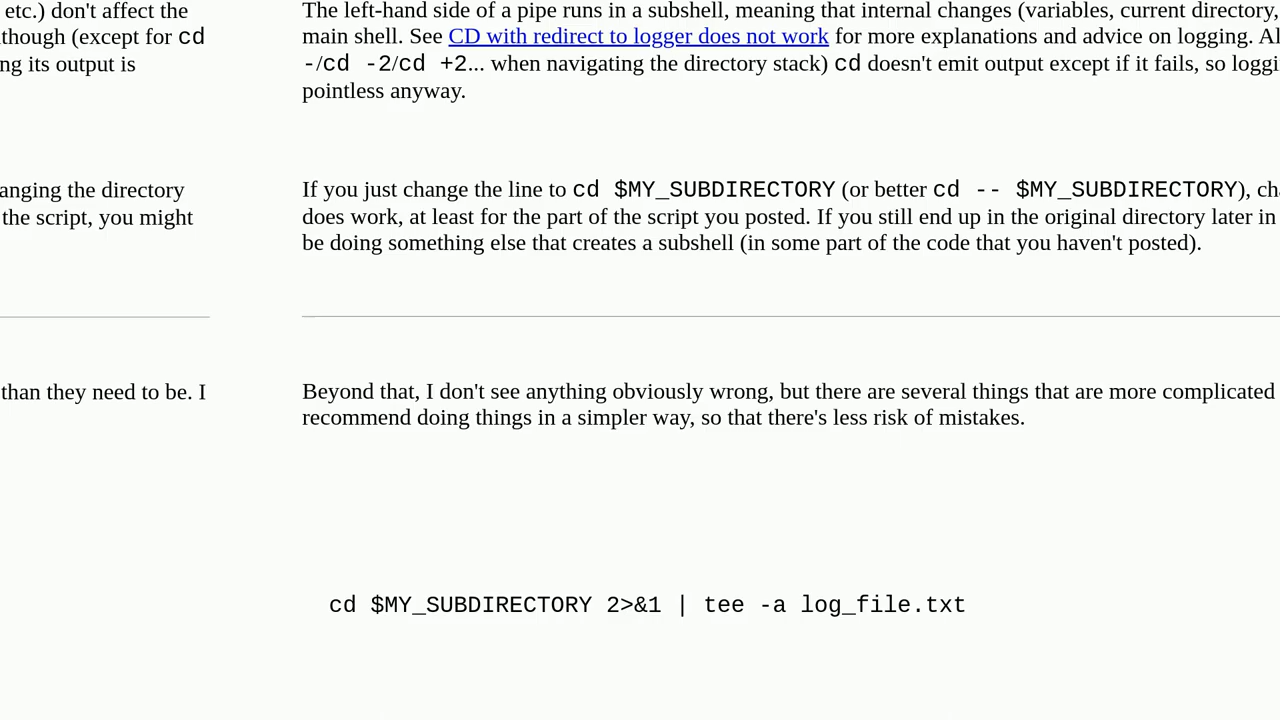 etc.) don't affect the
though (except for cd
ng its output is
anging the directory
the script, you might
than they need to be. I
The left-hand side of a pipe runs in a subshell, meaning that internal changes (variables, current directory,
main shell. See CD with redirect to logger does not work for more explanations and advice on logging. Al
-/cd -2/cd +2... when navigating the directory stack) cd doesn't emit output except if it fails, so loggi
pointless anyway.
If you just change the line to cd $MY_SUBDIRECTORY (or better cd -- $MY_SUBDIRECTORY), cha
does work, at least for the part of the script you posted. If you still end up in the original directory later in
be doing something else that creates a subshell (in some part of the code that you haven't posted).
Beyond that, I don't see anything obviously wrong, but there are several things that are more complicated
recommend doing things in a simpler way, so that there's less risk of mistakes.
cd $MY_SUBDIRECTORY 2>&1 | tee -a log_file.txt